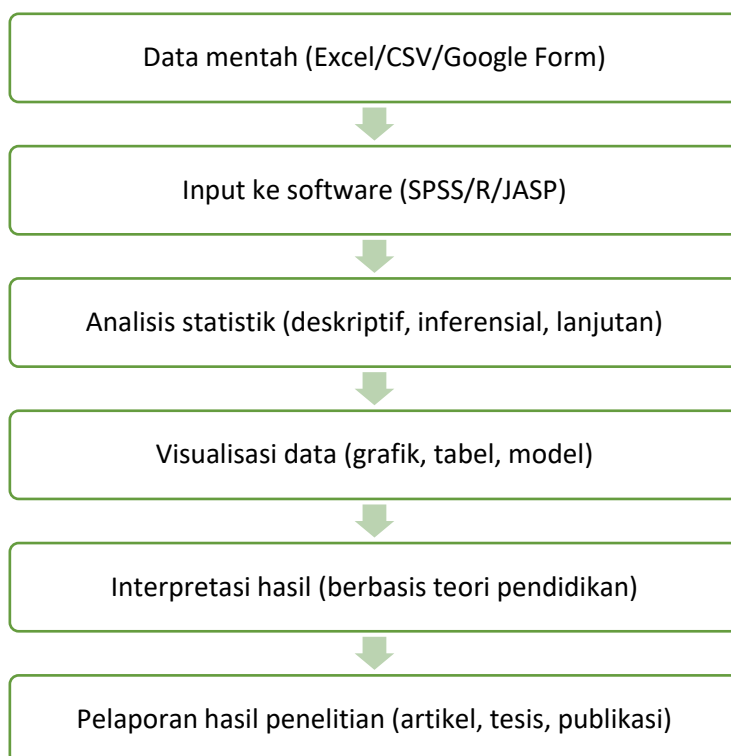 Data mentah (Excel/CSV/Google Form)
Input ke software (SPSS/R/JASP)
Analisis statistik (deskriptif, inferensial, lanjutan)
Visualisasi data (grafik, tabel, model)
Interpretasi hasil (berbasis teori pendidikan)
Pelaporan hasil penelitian (artikel, tesis, publikasi)